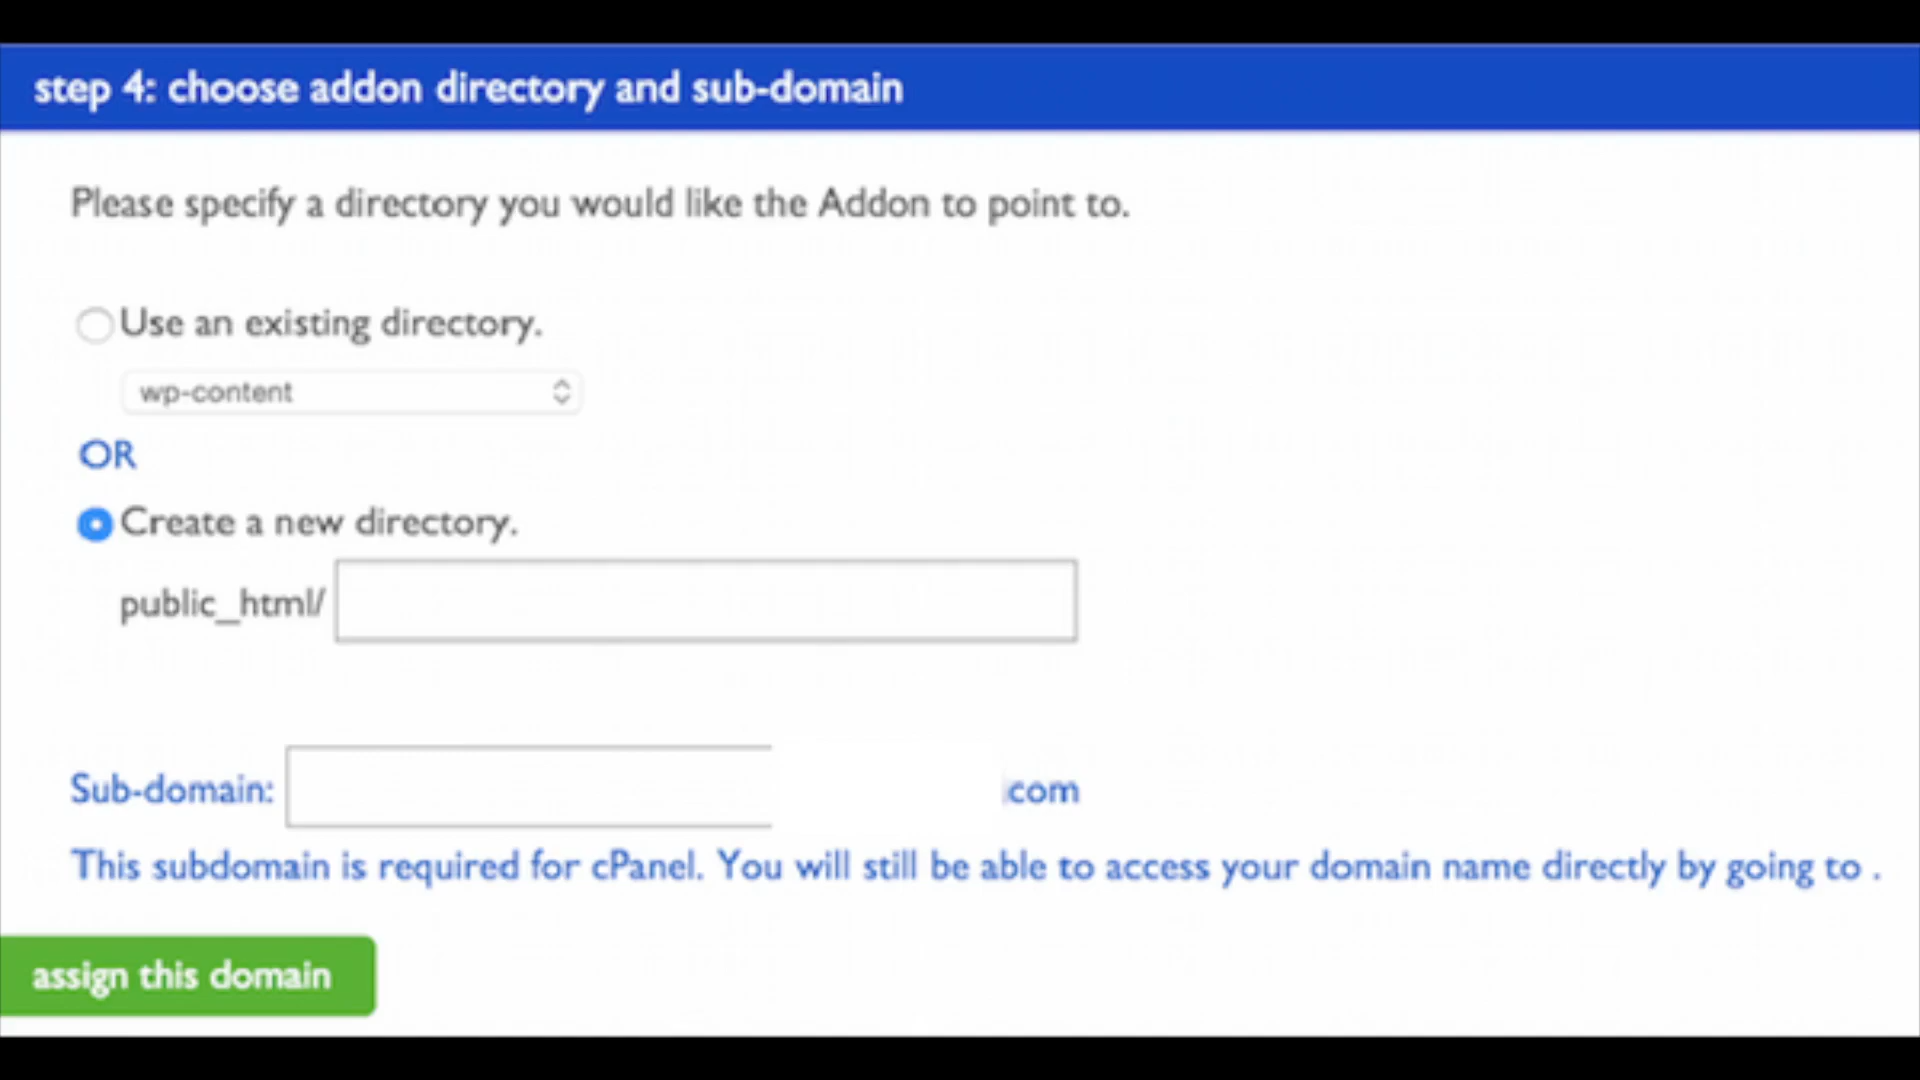 step 4: choose addon directory and sub-domain
Please specify a directory you would like the Addon to point to.
Use an existing directory.
wp-content
OR
Create a new directory.
public_html/
Sub-domain: .com
This subdomain is required for cPanel. You will still be able to access your domain name directly by going to .
assign this domain